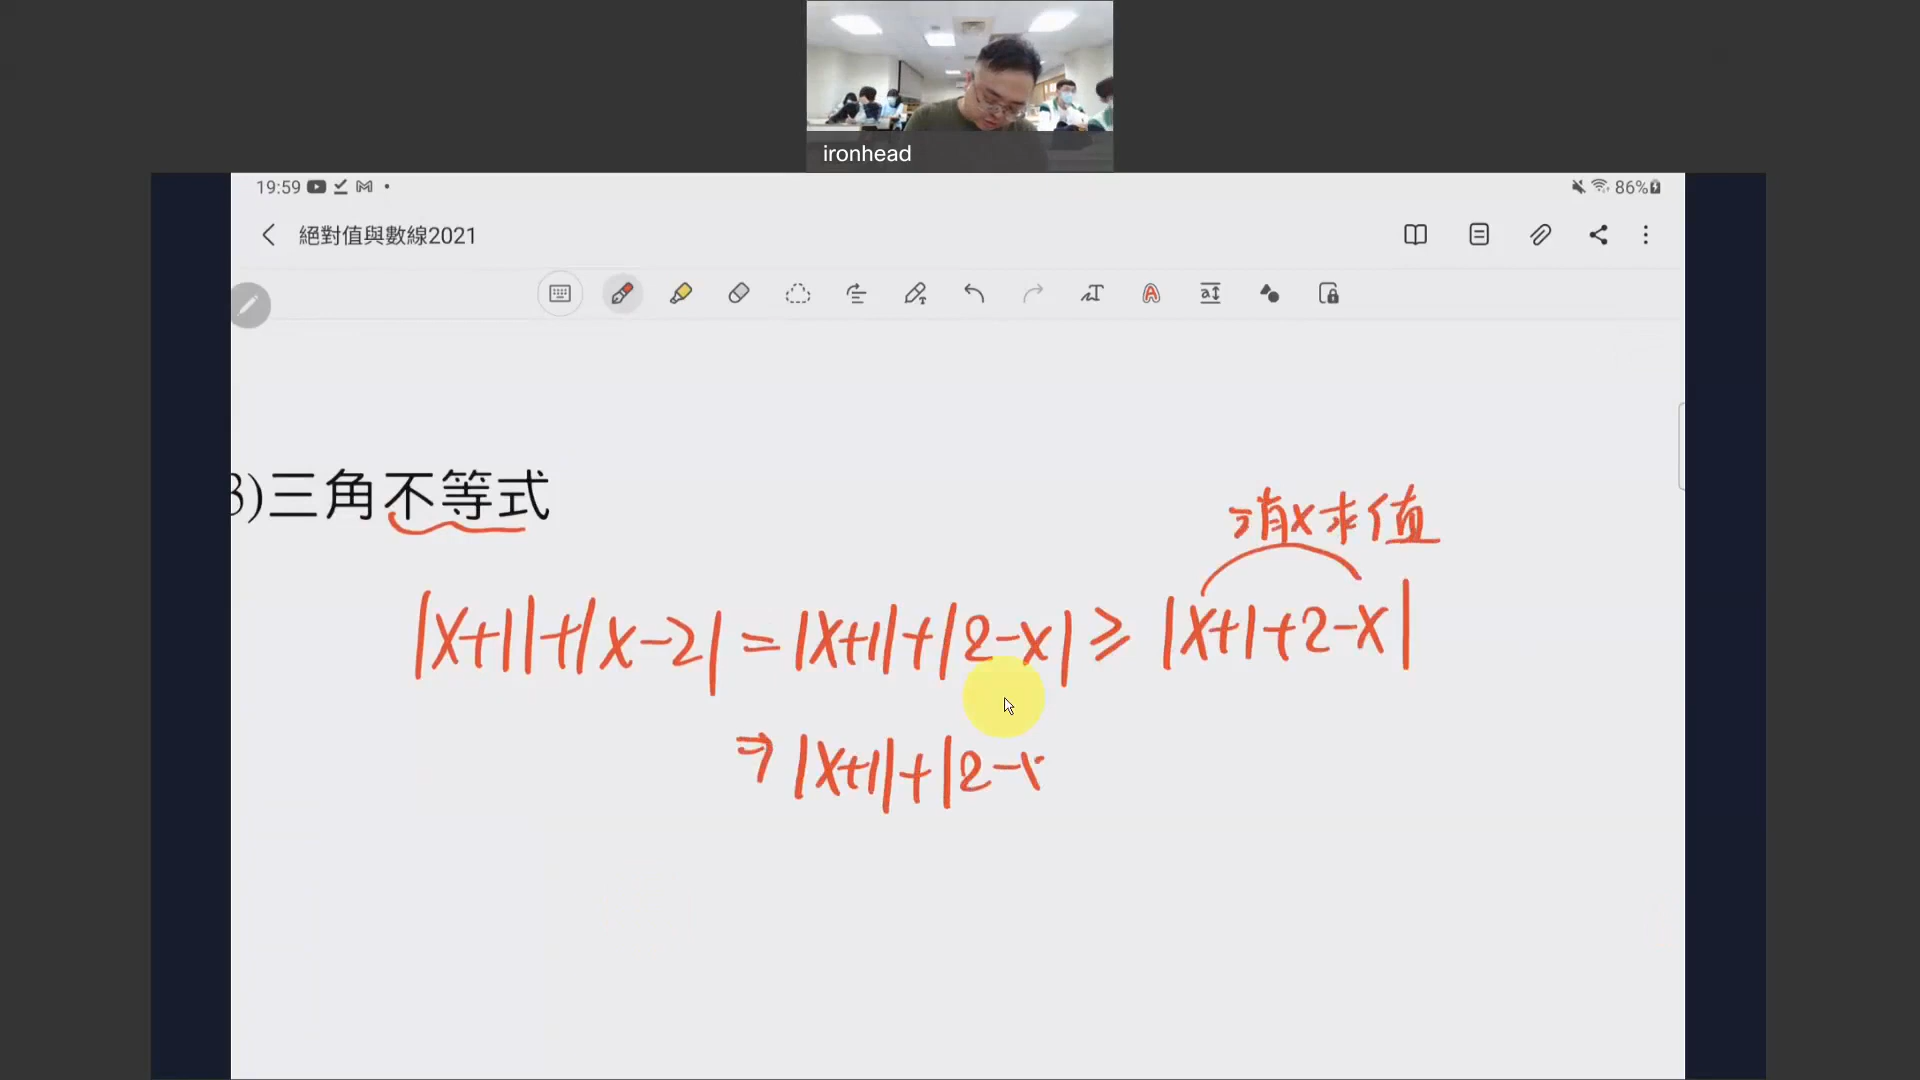 ironhead
19:59
86%
絕對值與數線2021
3)三角不等式
消x求值
|x+1|+|x-2|=|x+1|+|2-x|≥|x+1+2-x|
⇒|x+1|+|2-x